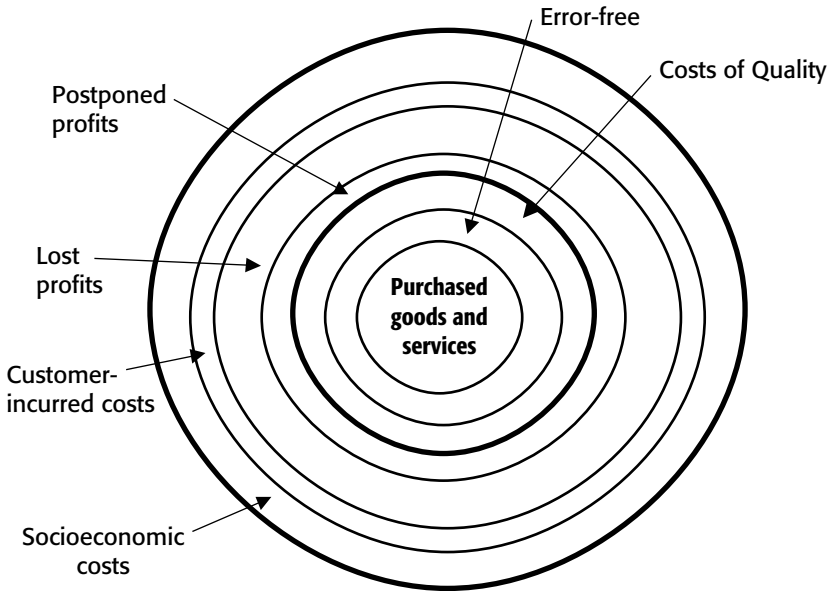 Error-free
Costs of Quality
Postponed
profits
Lost
profits
Purchased
goods and
services
Customer-
incurred costs
Socioeconomic
costs